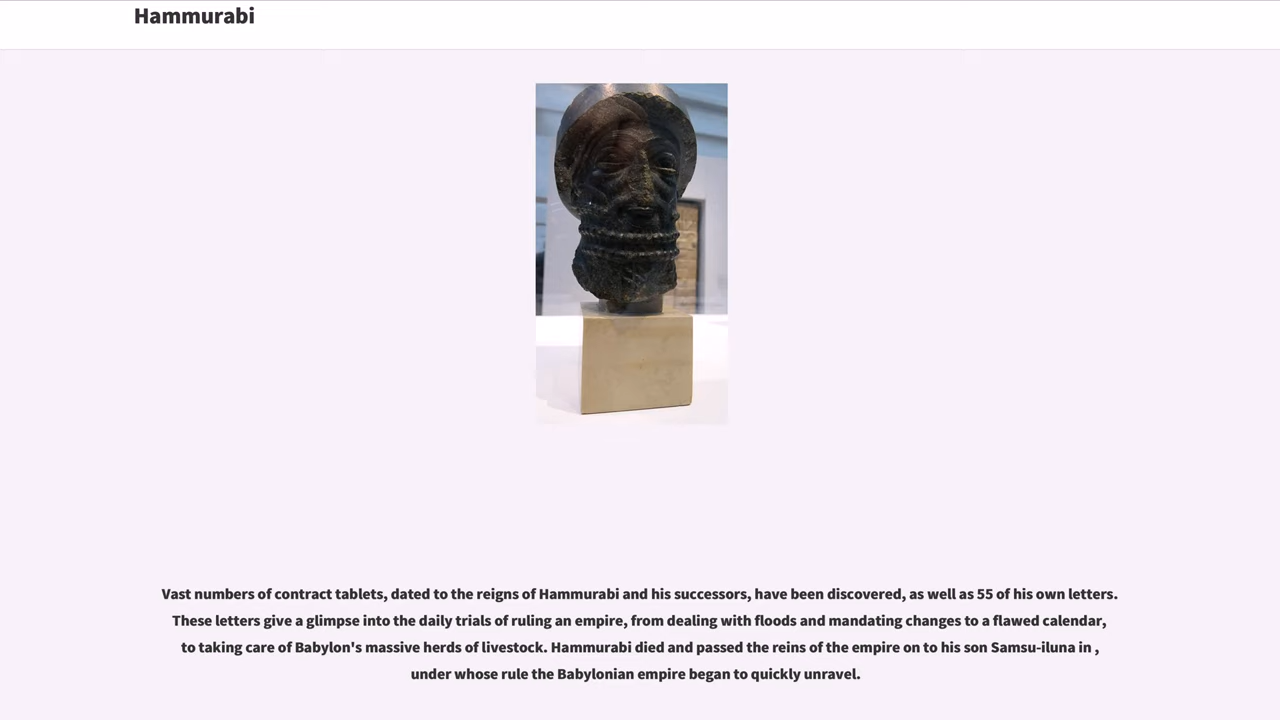 Hammurabi
Vast numbers of contract tablets, dated to the reigns of Hammurabi and his successors, have been discovered, as well as 55 of his own letters.
These letters give a glimpse into the daily trials of ruling an empire, from dealing with floods and mandating changes to a flawed calendar,
to taking care of Babylon's massive herds of livestock. Hammurabi died and passed the reins of the empire on to his son Samsu-iluna in ,
under whose rule the Babylonian empire began to quickly unravel.